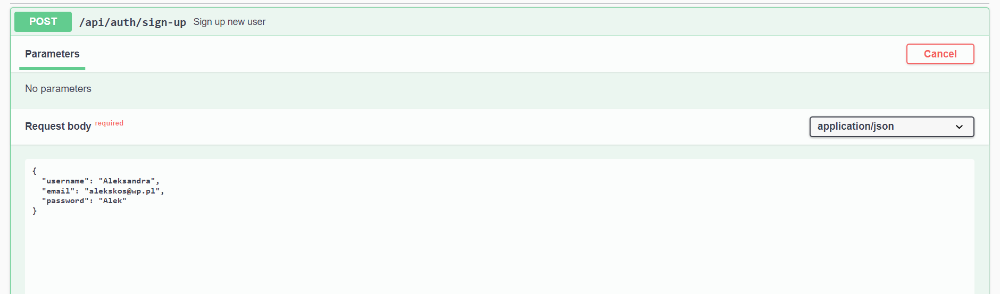 POST /api/auth/sign-up Sign up new user
Parameters
Cancel
No parameters
Request body required
application/json
{
  "username": "Aleksandra",
  "email": "alekskos@wp.pl",
  "password": "Alek"
}